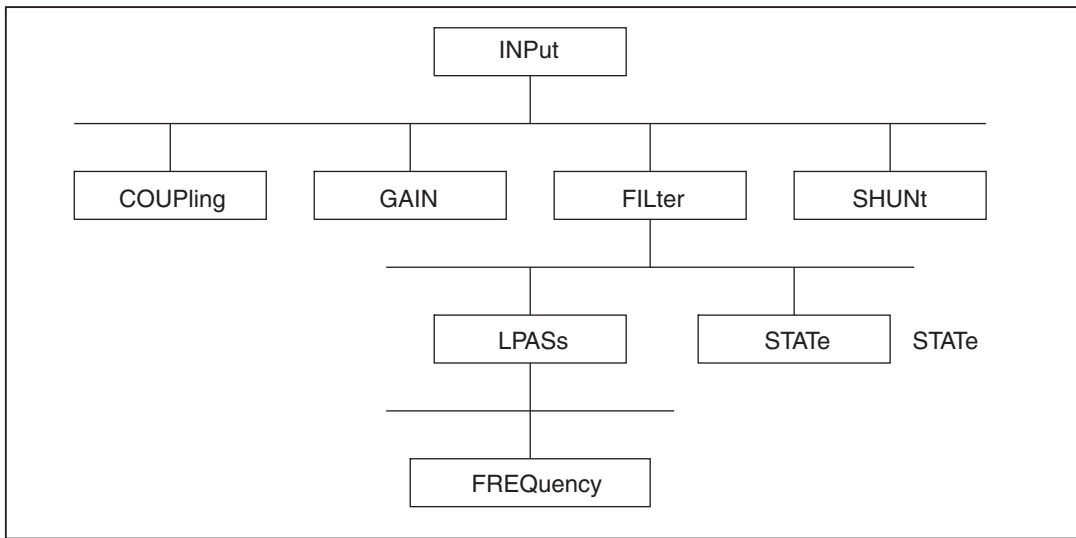 INPut
COUPling
GAIN
FILter
SHUNt
LPASs
STATe
STATe
FREQuency